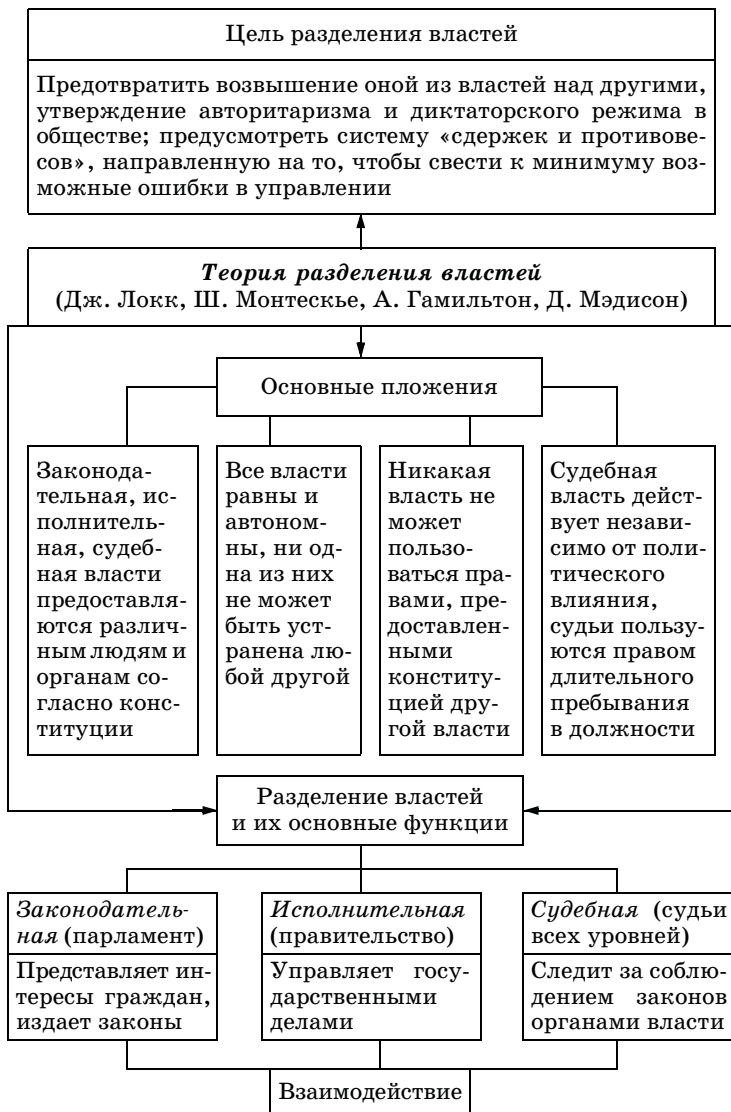 Цель разделения властей
Предотвратить возвышение оной из властей над другими,
утверждение авторитаризма и диктаторского режима в
обществе; предусмотреть систему «сдержек и противове-
сов», направленную на то, чтобы свести к минимуму воз-
можные ошибки в управлении
Теория разделения властей
(Дж. Локк, Ш. Монтескье, А. Гамильтон, Д. Мэдисон)
Основные пложения
Законода-
тельная, ис-
полнитель-
ная, судеб-
ная власти
предоставля-
ются различ-
ным людям и
органам со-
гласно конс-
титуции
Все власти
равны и
автоном-
ны, ни од-
на из них
не может
быть уст-
ранена лю-
бой другой
Никакая
власть не
может
пользо-
ваться пра-
вами, пре-
доставлен-
ными
конститу-
цией дру-
гой власти
Судебная
власть дейст-
вует незави-
симо от поли-
тического
влияния,
судьи пользу-
ются правом
длительного
пребывания
в должности
Разделение властей
и их основные функции
Законодатель-
ная (парламент)
Представляет ин-
тересы граждан,
издает законы
Исполнительная
(правительство)
Управляет госу-
дарственными
делами
Судебная (судьи
всех уровней)
Следит за соблю-
дением законов
органами власти
Взаимодействие